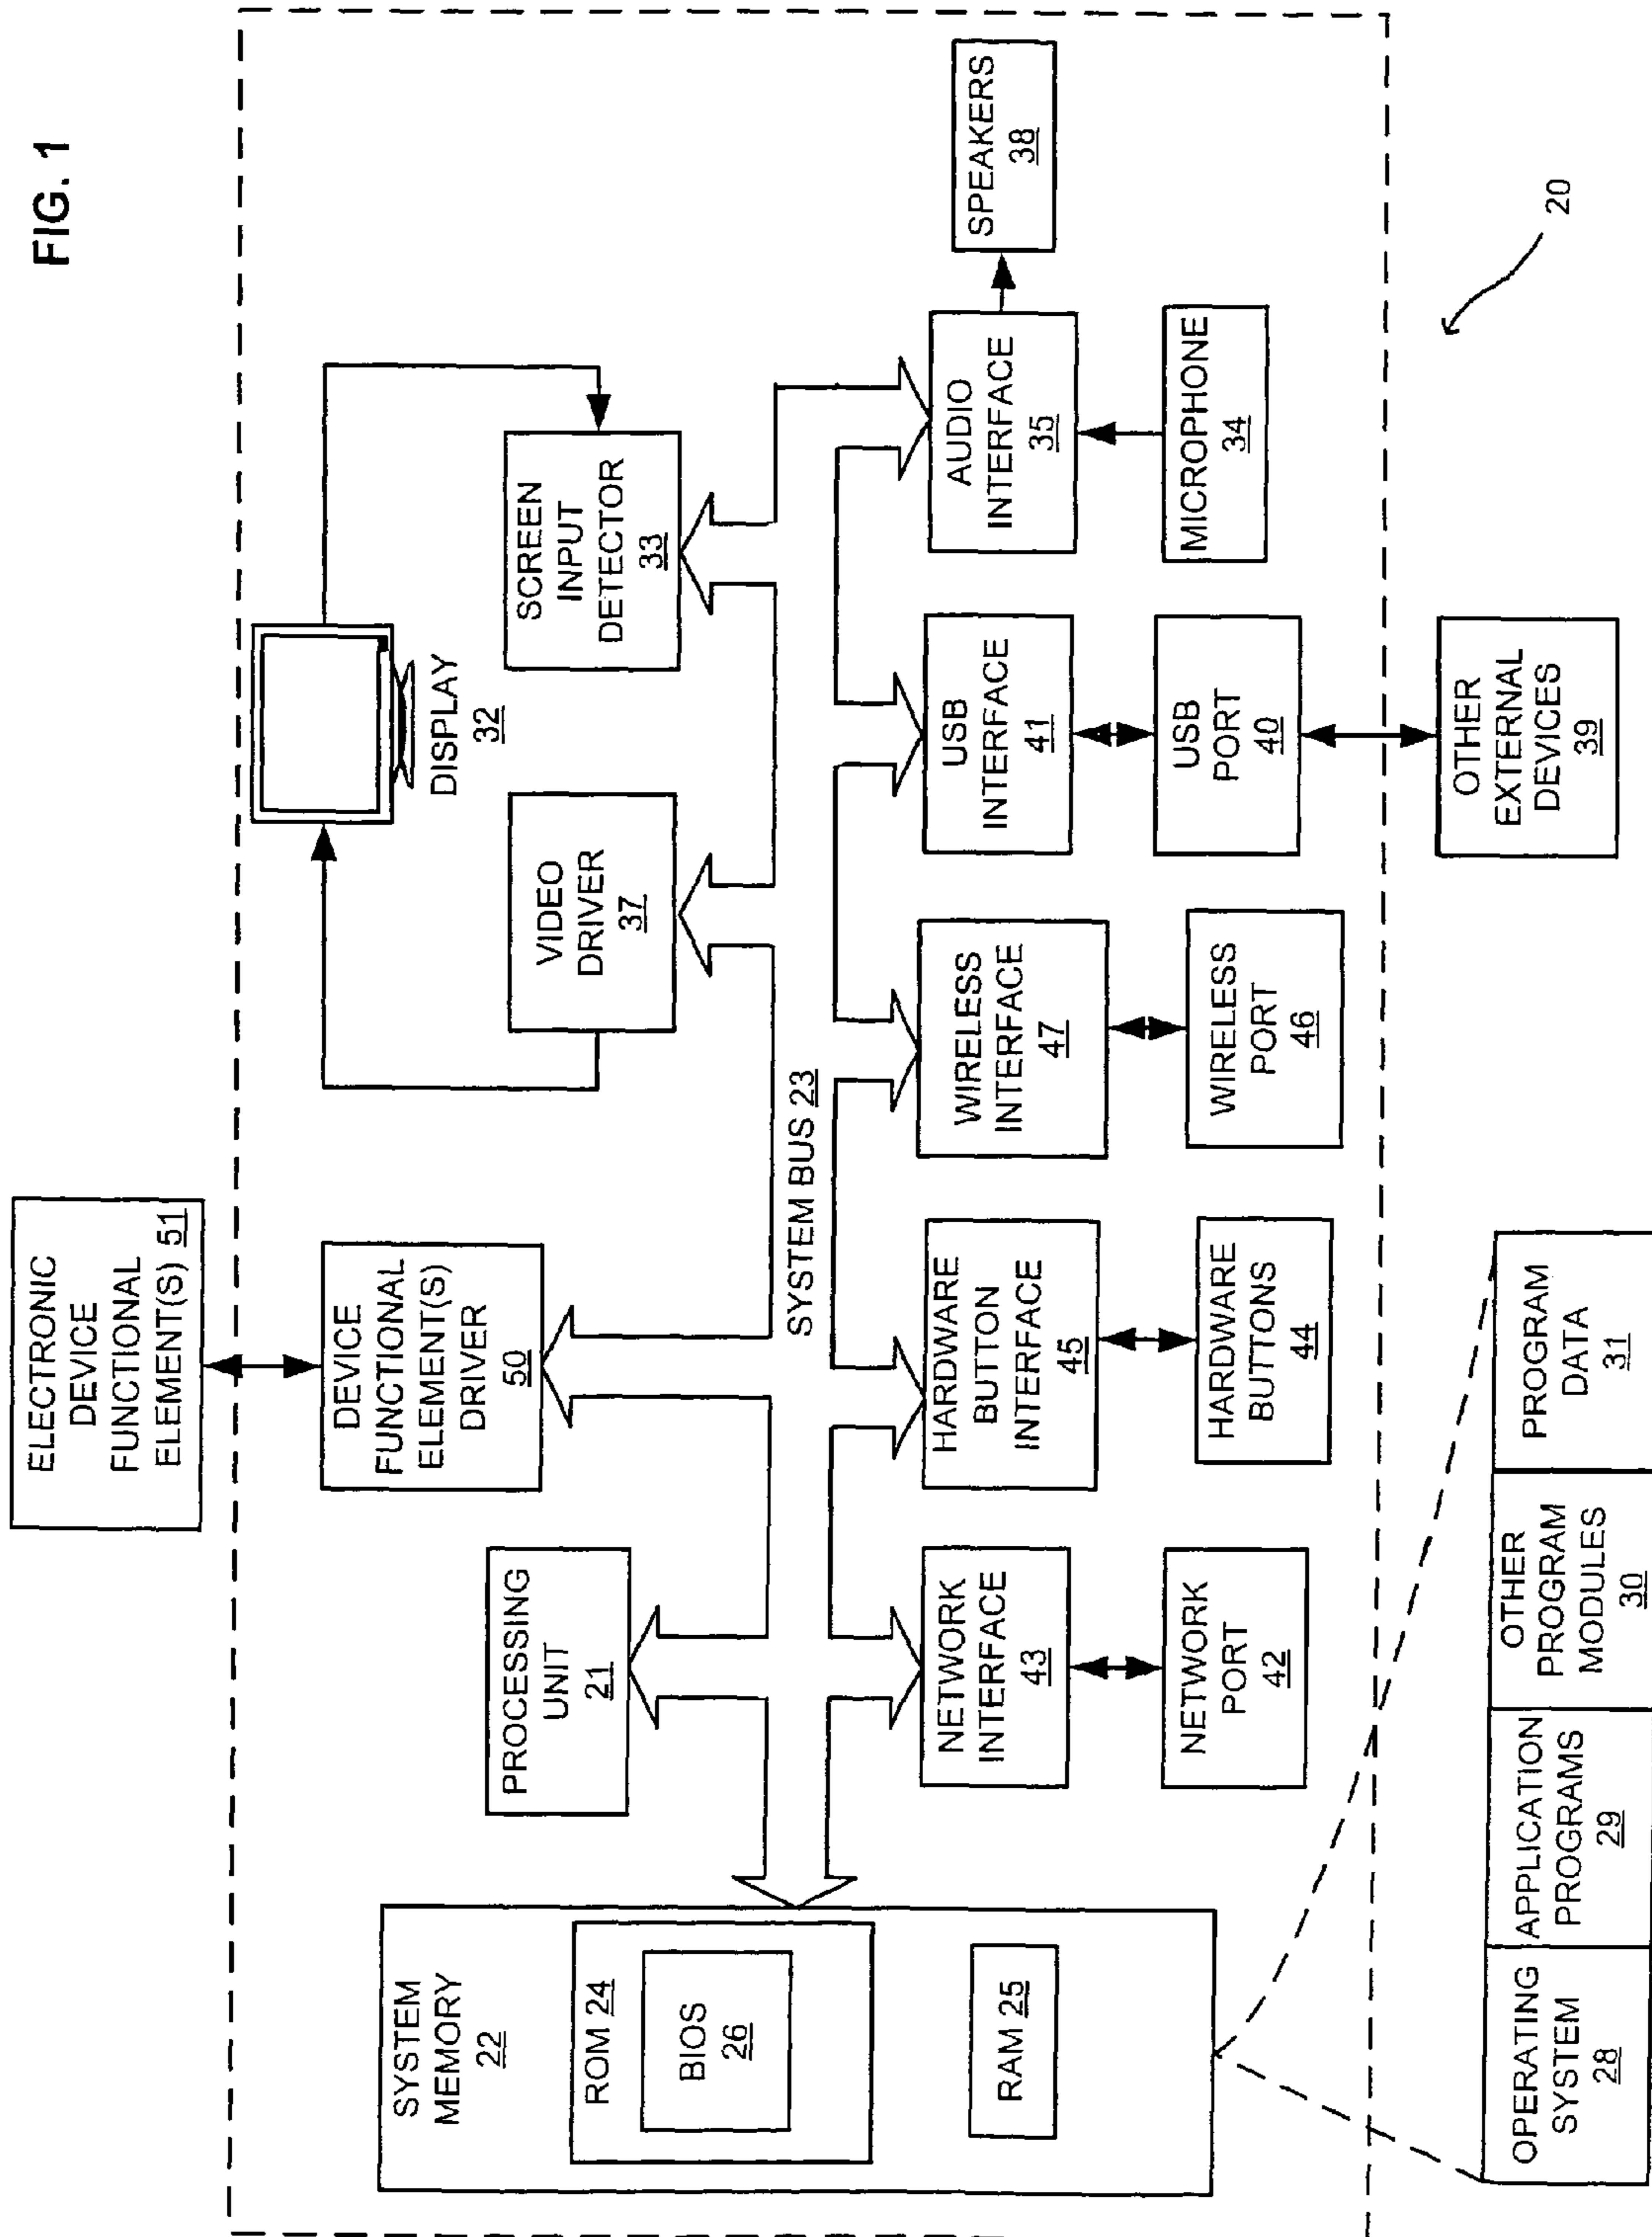 FIG. 1
ELECTRONIC
DEVICE
FUNCTIONAL
ELEMENT(S) 51
DEVICE
FUNCTIONAL
ELEMENT(S)
DRIVER
50
DISPLAY
32
VIDEO
DRIVER
37
SCREEN
INPUT
DETECTOR
33
PROCESSING
UNIT
21
SYSTEM
MEMORY
22
ROM 24
BIOS
26
RAM 25
SYSTEM BUS 23
NETWORK
INTERFACE
43
HARDWARE
BUTTON
INTERFACE
45
WIRELESS
INTERFACE
47
USB
INTERFACE
41
AUDIO
INTERFACE
35
SPEAKERS
38
NETWORK
PORT
42
HARDWARE
BUTTONS
44
WIRELESS
PORT
46
USB
PORT
40
MICROPHONE
34
20
OPERATING
SYSTEM
28
APPLICATION
PROGRAMS
29
OTHER
PROGRAM
MODULES
30
PROGRAM
DATA
31
OTHER
EXTERNAL
DEVICES
39